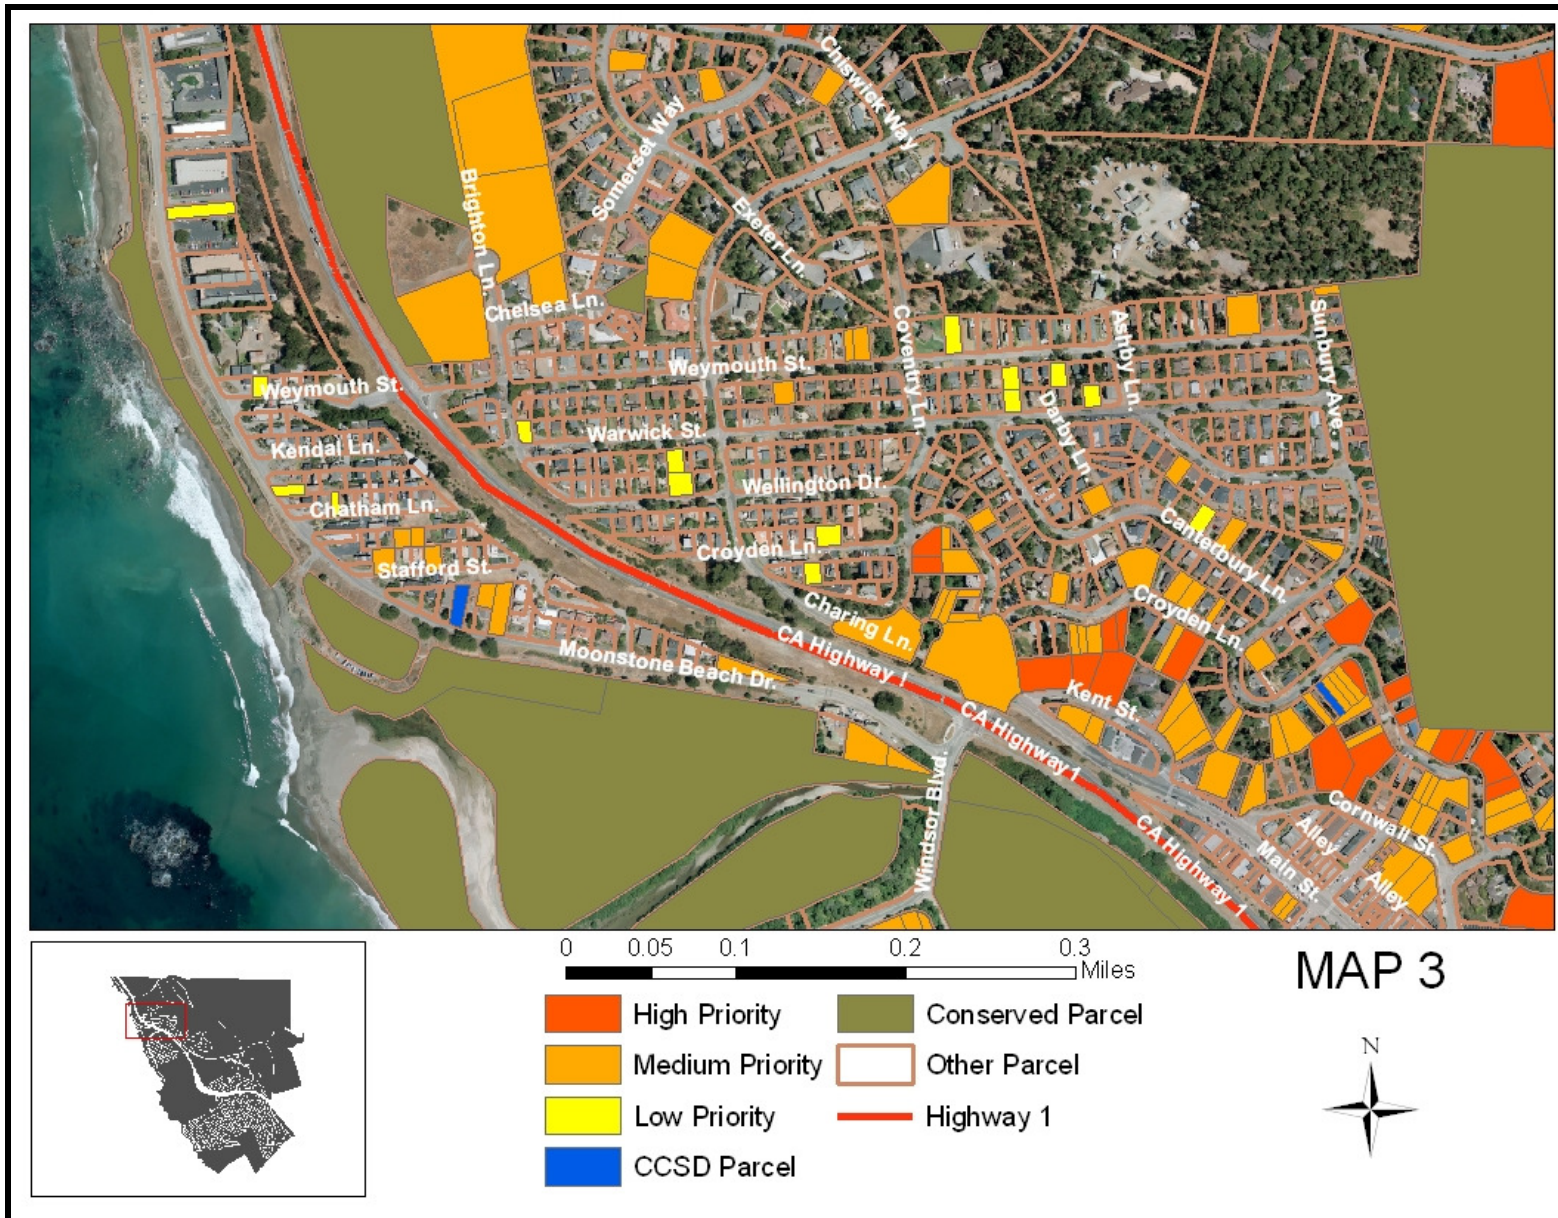 Chiswick Way
Somerset Way
Brighton Ln.
Exeter Ln.
Chelsea Ln.
Coventry Ln.
Ashby Ln.
Sunbury Ave.
Weymouth St.
Weymouth St.
Darby Ln.
Warwick St.
Kendal Ln.
Wellington Dr.
Chatham Ln.
Canterbury Ln.
Croyden Ln.
Stafford St.
Croyden Ln.
Charing Ln.
CA Highway 1
Moonstone Beach Dr.
Kent St.
CA Highway 1
Windsor Blvd.
CA Highway 1
Cornwall St.
Alley
Main St.
Alley
0 0.05 0.1 0.2 0.3
Miles
MAP 3
High Priority
Medium Priority
Low Priority
CCSD Parcel
Conserved Parcel
Other Parcel
Highway 1
N